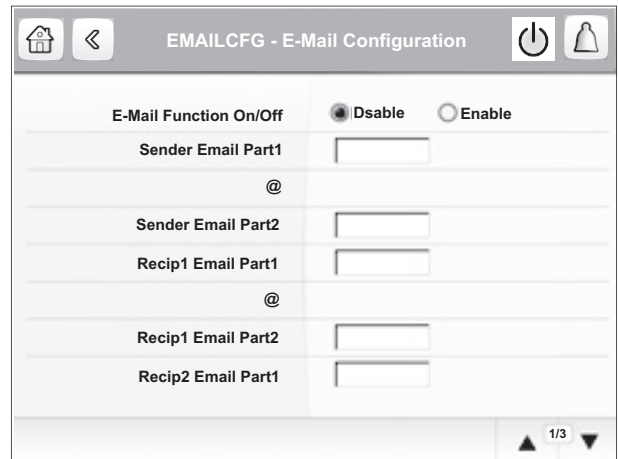 EMAILCFG - E-Mail Configuration
E-Mail Function On/Off Dsable Enable
Sender Email Part1
@
Sender Email Part2
Recip1 Email Part1
@
Recip1 Email Part2
Recip2 Email Part1
1/3